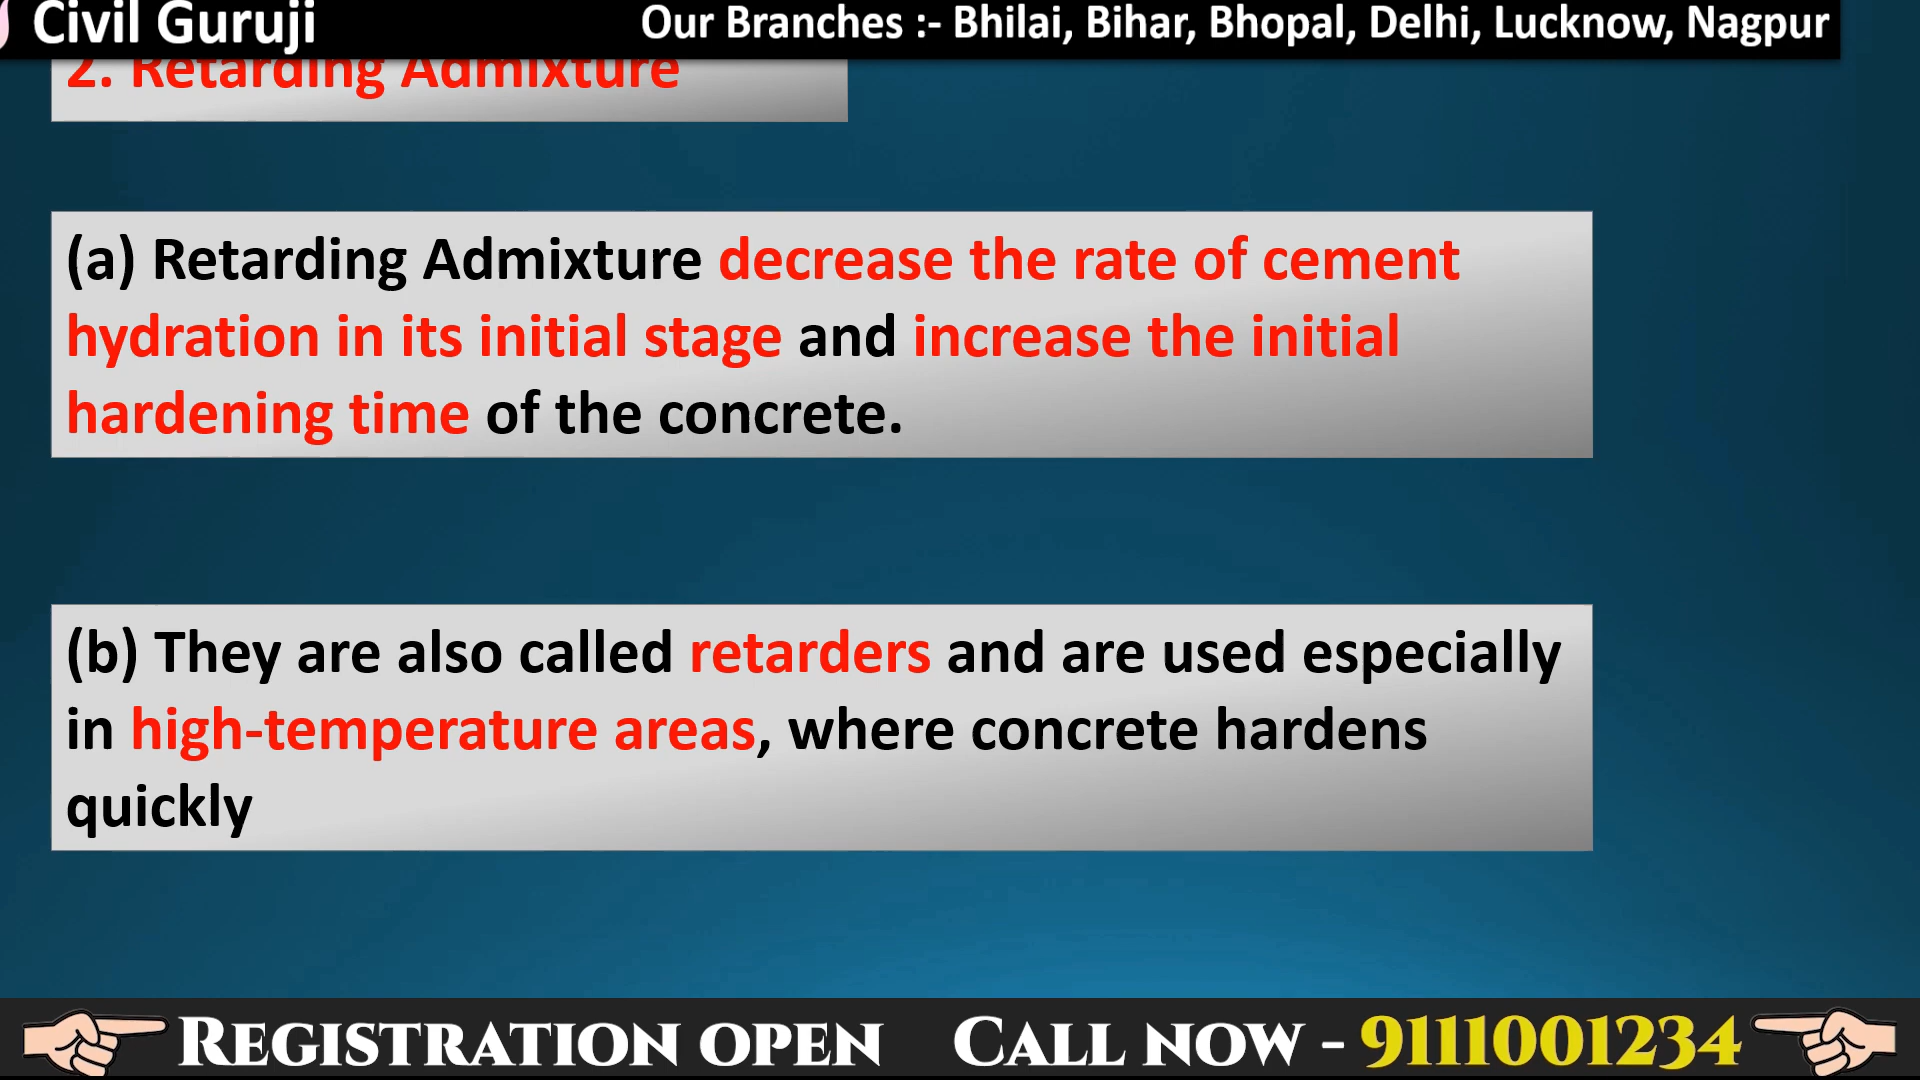 Civil Guruji
Our Branches :- Bhilai, Bihar, Bhopal, Delhi, Lucknow, Nagpur
2. Retarding Admixture
(a) Retarding Admixture decrease the rate of cement
hydration in its initial stage and increase the initial
hardening time of the concrete.
(b) They are also called retarders and are used especially
in high-temperature areas, where concrete hardens
quickly
REGISTRATION OPEN CALL NOW - 9111001234